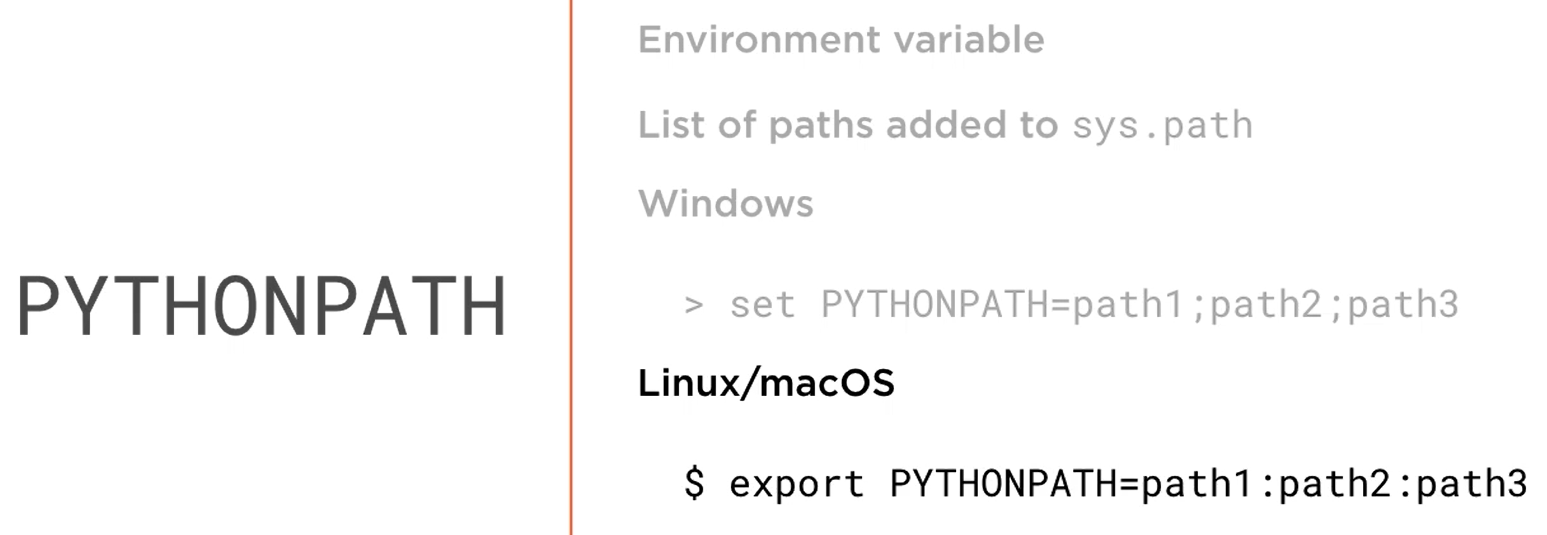 PYTHONPATH
Environment variable
List of paths added to sys.path
Windows
> set PYTHONPATH=path1;path2;path3
Linux/macOS
$ export PYTHONPATH=path1:path2:path3